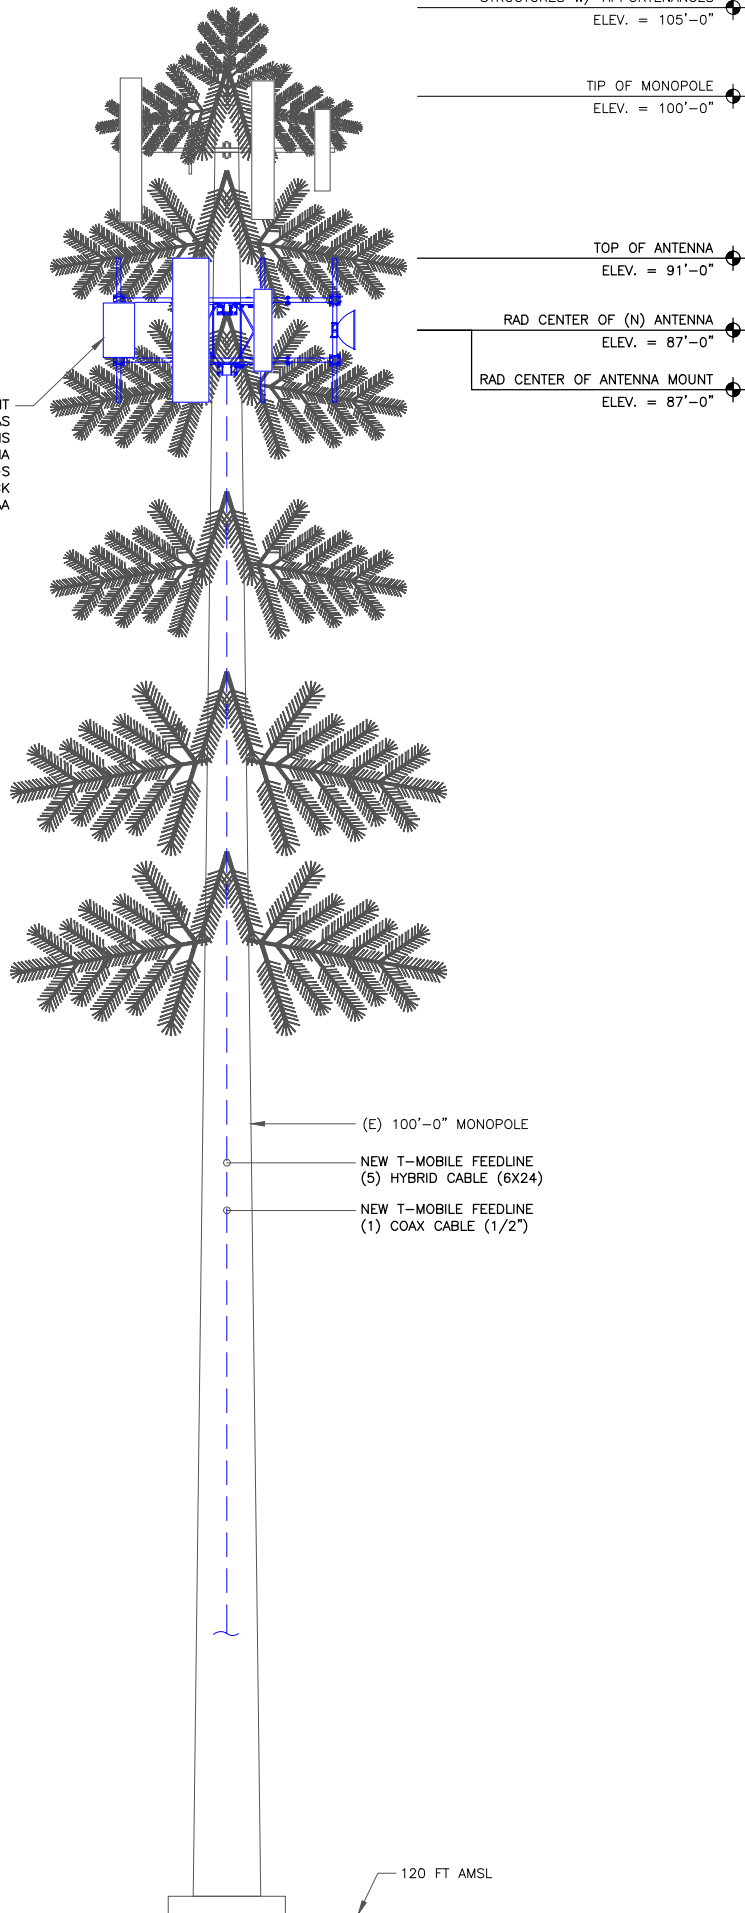 STRUCTURES W/ APPURTENANCES
ELEV. = 105'-0"
TIP OF MONOPOLE
ELEV. = 100'-0"
TOP OF ANTENNA
ELEV. = 91'-0"
RAD CENTER OF (N) ANTENNA
ELEV. = 87'-0"
RAD CENTER OF ANTENNA MOUNT
ELEV. = 87'-0"
(E) 100'-0" MONOPOLE
NEW T-MOBILE FEEDLINE
(5) HYBRID CABLE (6X24)
NEW T-MOBILE FEEDLINE
(1) COAX CABLE (1/2")
120 FT AMSL